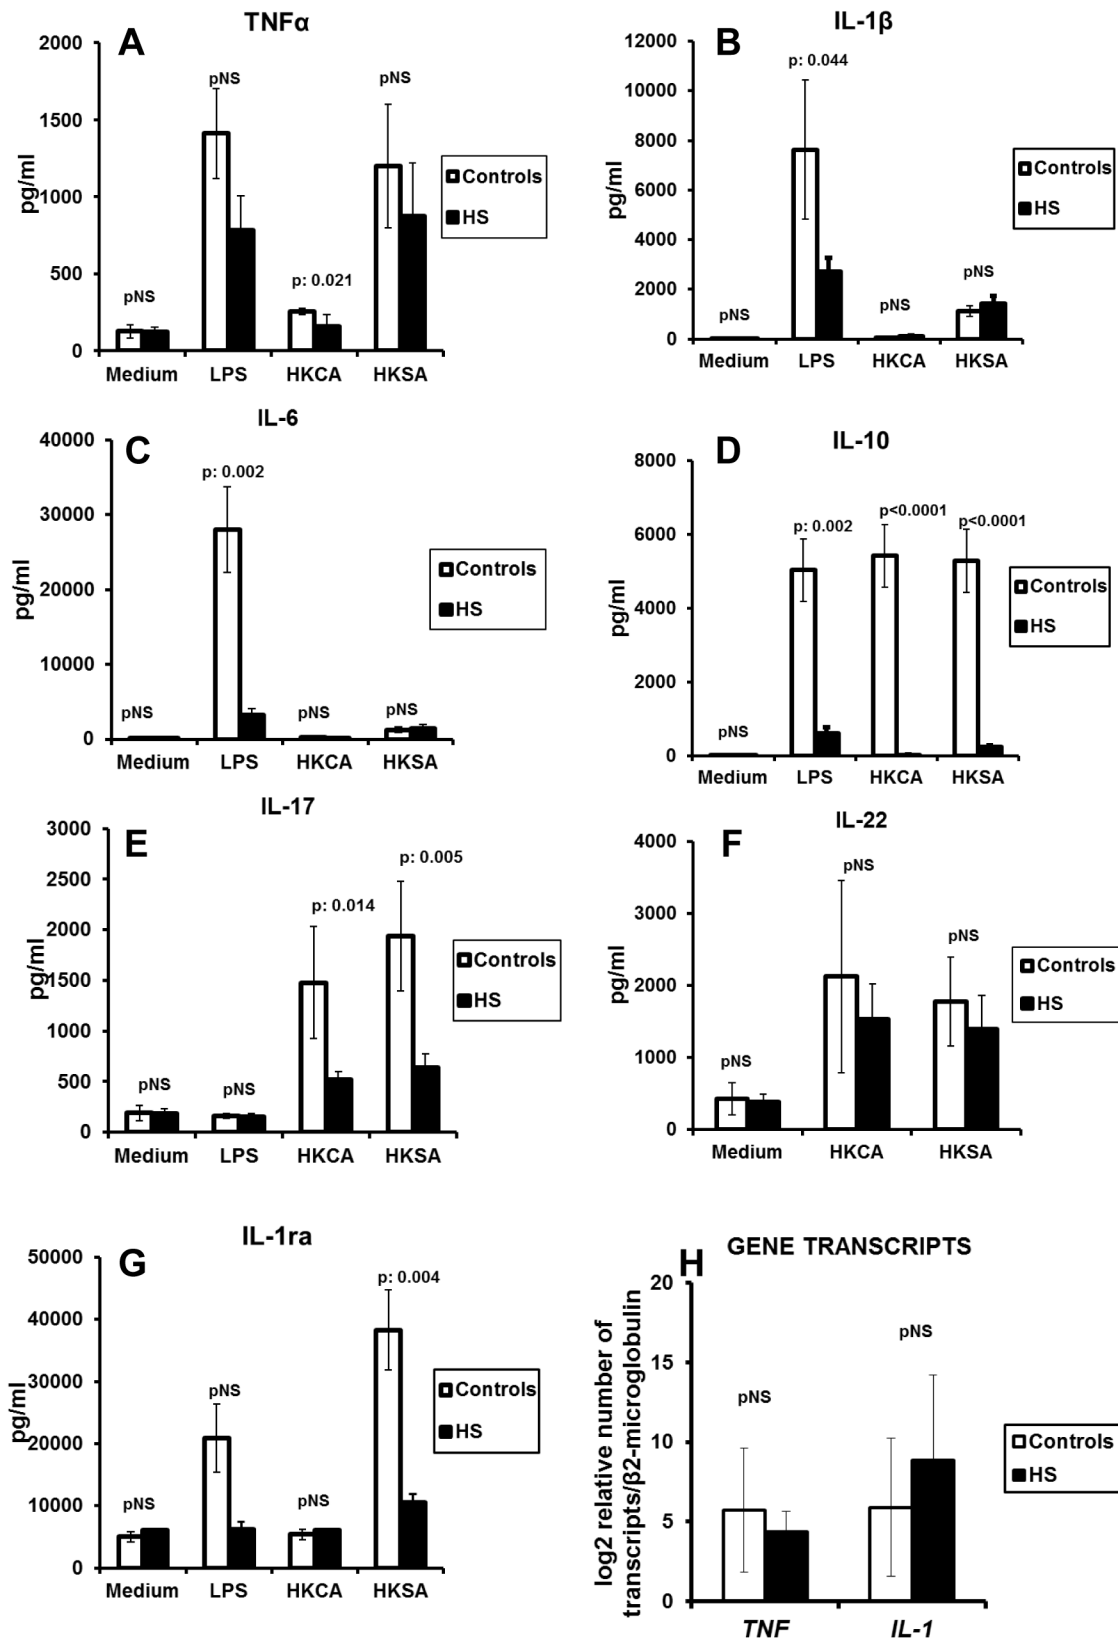 A
TNFα
pg/ml
2000
1500
1000
500
0
pNS
pNS
p: 0.021
pNS
Medium
LPS
HKCA
HKSA
Controls
HS
B
IL-1β
pg/ml
12000
10000
8000
6000
4000
2000
0
pNS
p: 0.044
pNS
pNS
Medium
LPS
HKCA
HKSA
Controls
HS
C
IL-6
pg/ml
40000
30000
20000
10000
0
pNS
p: 0.002
pNS
pNS
Medium
LPS
HKCA
HKSA
Controls
HS
D
IL-10
pg/ml
8000
6000
4000
2000
0
pNS
p: 0.002
p<0.0001
p<0.0001
Medium
LPS
HKCA
HKSA
Controls
HS
E
IL-17
pg/ml
3000
2500
2000
1500
1000
500
0
pNS
pNS
p: 0.014
p: 0.005
Medium
LPS
HKCA
HKSA
Controls
HS
F
IL-22
pg/ml
4000
3000
2000
1000
0
pNS
pNS
pNS
Medium
HKCA
HKSA
Controls
HS
G
IL-1ra
pg/ml
50000
40000
30000
20000
10000
0
pNS
pNS
pNS
p: 0.004
Medium
LPS
HKCA
HKSA
Controls
HS
H
GENE TRANSCRIPTS
log2 relative number of
transcripts/β2-microglobulin
20
15
10
5
0
pNS
pNS
TNF
IL-1
Controls
HS